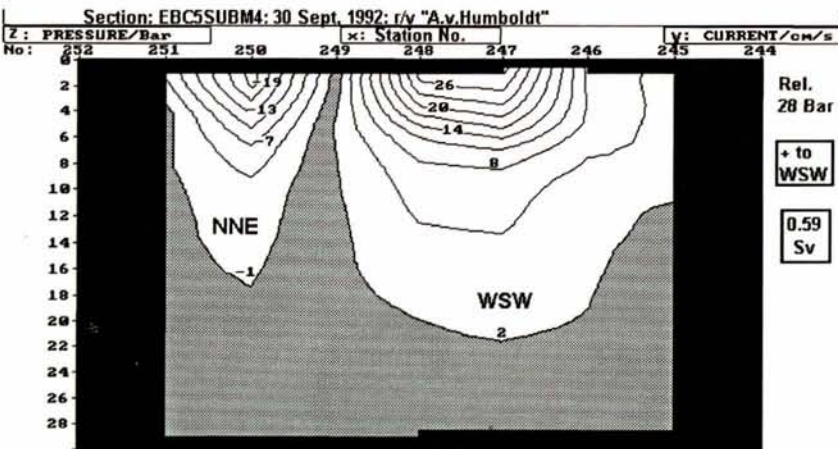 Section: EBC5SUBM4: 30 Sept, 1992: r/v "A.v.Humboldt"
Z: PRESSURE/Bar x: Station No. y: CURRENT/cm/s
No: 252 251 250 249 248 247 246 245 244
0
2
4
6
8
10
12
14
16
18
20
22
24
26
28
-19
-13
-7
NNE
-1
26
20
14
8
WSW
2
Rel.
28 Bar
+ to
WSW
0.59
Sv